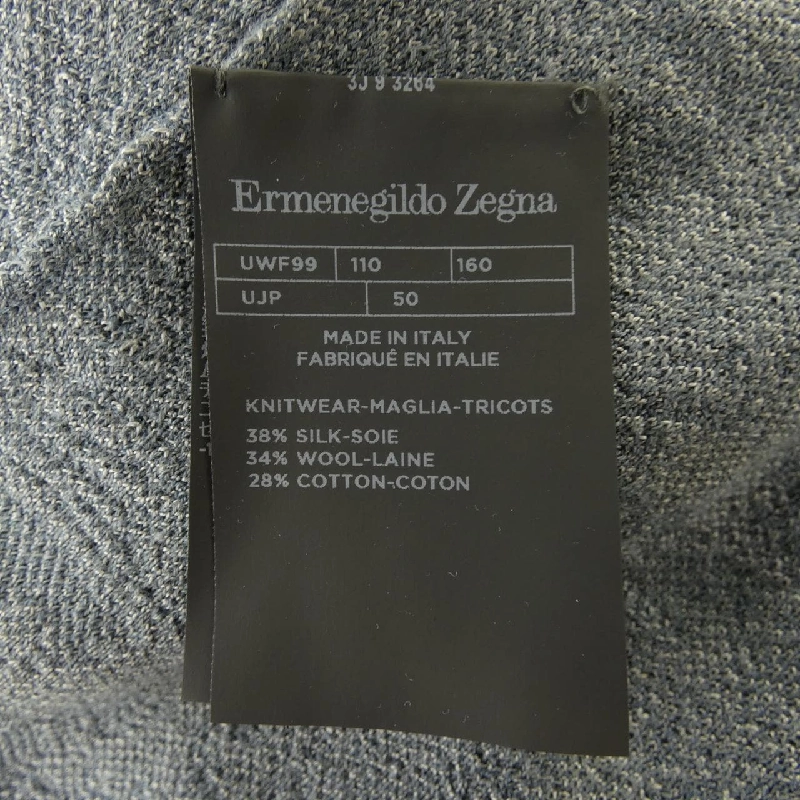 3J 9 3264
Ermenegildo Zegna
UWF99 110 160
UJP 50
MADE IN ITALY
FABRIQUÉ EN ITALIE
KNITWEAR-MAGLIA-TRICOTS
38% SILK-SOIE
34% WOOL-LAINE
28% COTTON-COTON